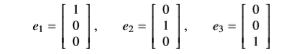 e₁ = [1 0 0], e₂ = [0 1 0], e₃ = [0 0 1]